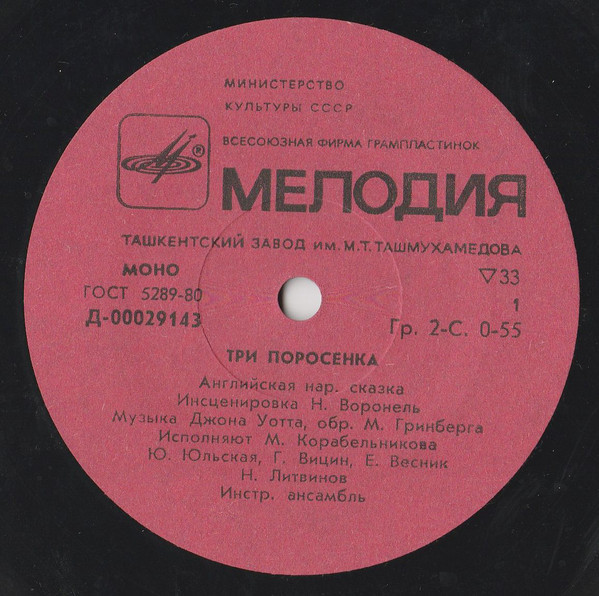 МИНИСТЕРСТВО
КУЛЬТУРЫ СССР
ВСЕСОЮЗНАЯ ФИРМА ГРАМПЛАСТИНОК
®
МЕЛОДИЯ
ТАШКЕНТСКИЙ ЗАВОД ИМ. М.Т. ТАШМУХАМЕДОВА
МОНО
▽33
ГОСТ 5289-80
1
Д-00029143
Гр. 2-С. 0-55
ТРИ ПОРОСЕНКА
Английская нар. сказка
Инсценировка Н. Воронель
Музыка Джона Уотта, обр. М. Гринберга
Исполняют М. Корабельникова
Ю. Юльская, Г. Вицин, Е. Весник
Н. Литвинов
Инстр. ансамбль